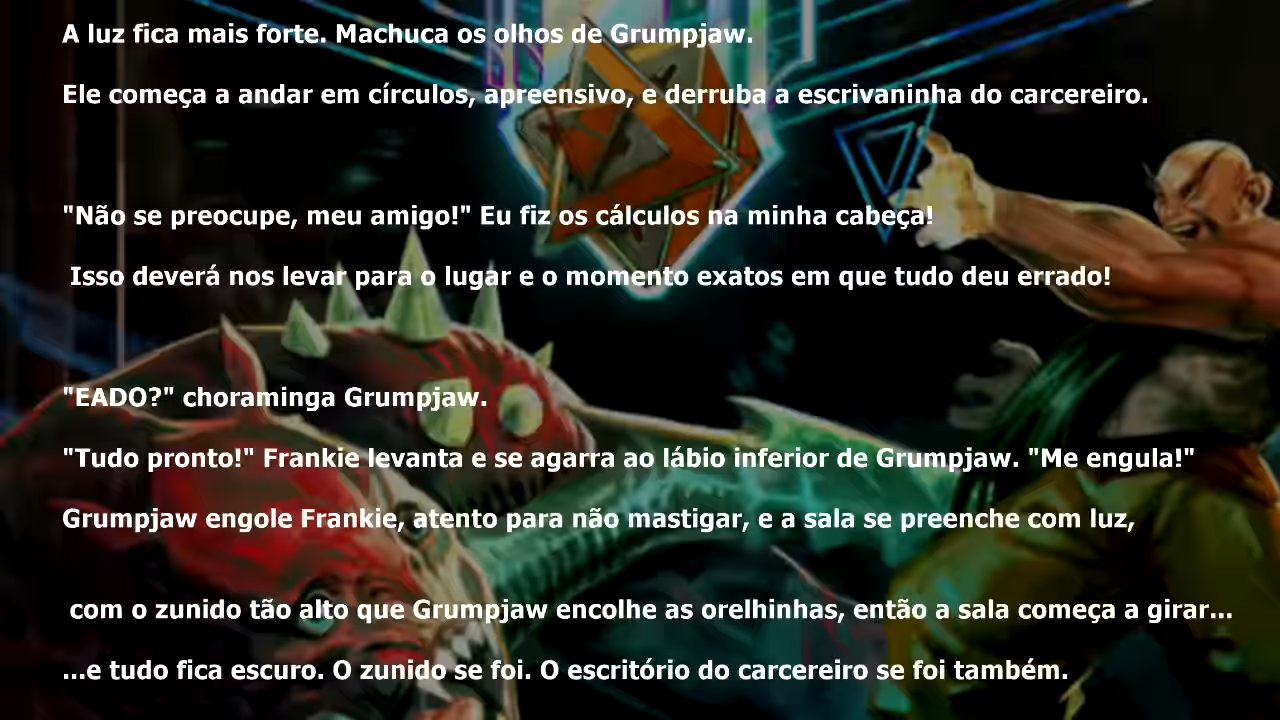 A luz fica mais forte. Machuca os olhos de Grumpjaw.
Ele começa a andar em círculos, apreensivo, e derruba a escrivaninha do carcereiro.
"Não se preocupe, meu amigo!" Eu fiz os cálculos na minha cabeça!
Isso deverá nos levar para o lugar e o momento exatos em que tudo deu errado!
"EADO?" choraminga Grumpjaw.
"Tudo pronto!" Frankie levanta e se agarra ao lábio inferior de Grumpjaw. "Me engula!"
Grumpjaw engole Frankie, atento para não mastigar, e a sala se preenche com luz,
com o zunido tão alto que Grumpjaw encolhe as orelhinhas, então a sala começa a girar...
...e tudo fica escuro. O zunido se foi. O escritório do carcereiro se foi também.